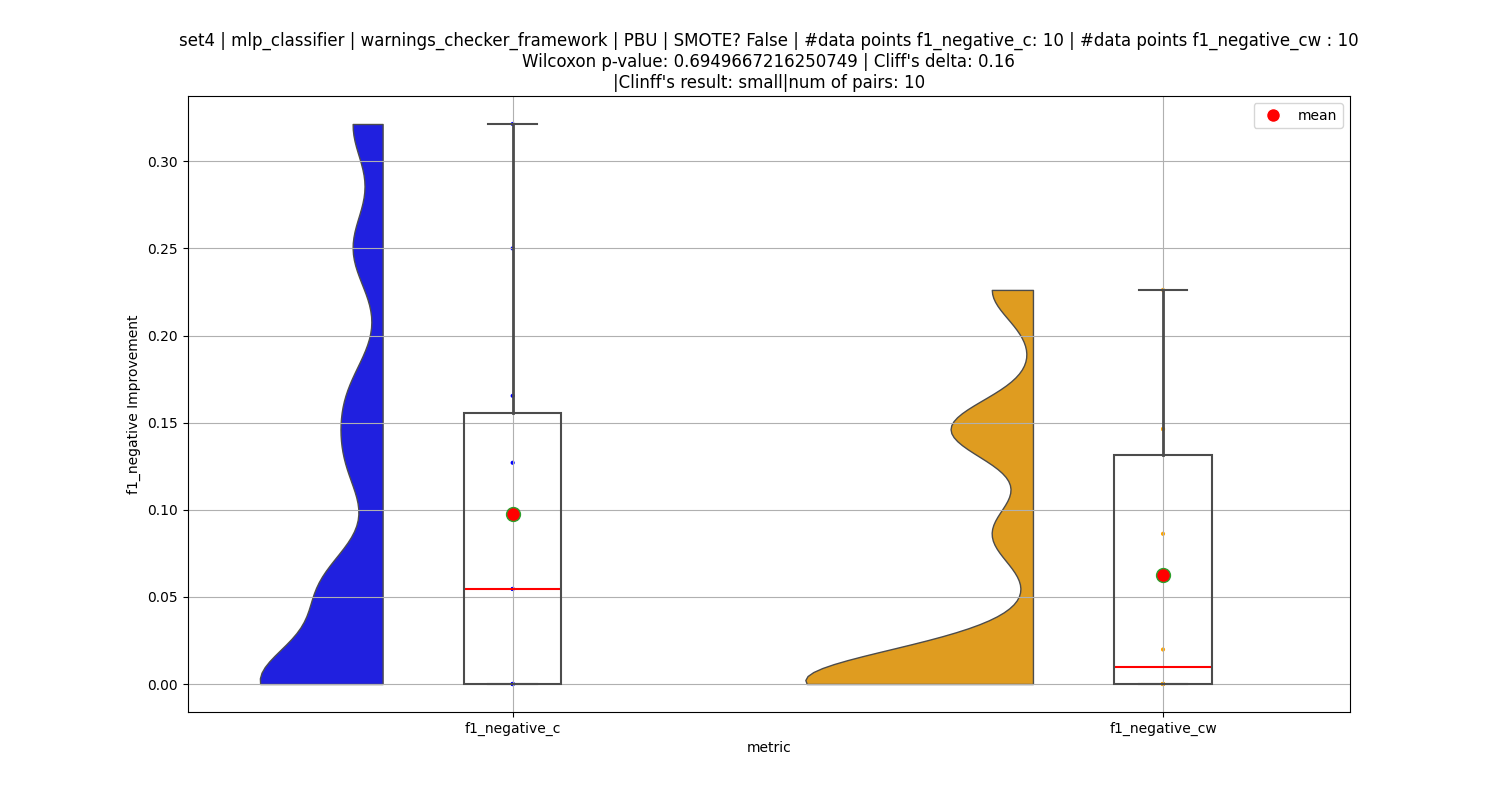 set4 | mlp_classifier | warnings_checker_framework | PBU | SMOTE? False | #data points f1_negative_c: 10 | #data points f1_negative_cw : 10
Wilcoxon p-value: 0.6949667216250749 | Cliff's delta: 0.16
|Clinff's result: small|num of pairs: 10
mean
0.30
0.25
0.20
0.15
0.10
0.05
0.00
f1_negative Improvement
f1_negative_c
f1_negative_cw
metric